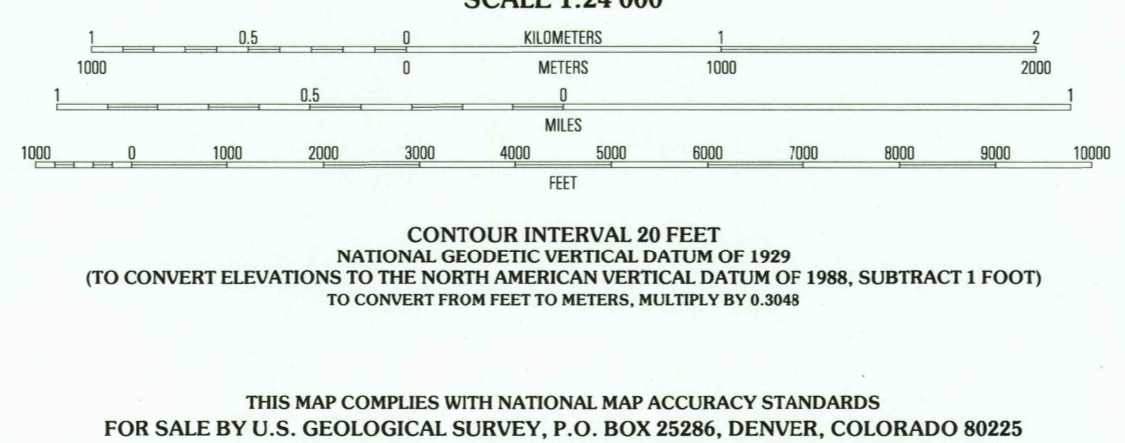 SCALE 1:24 000
1 0.5 0 KILOMETERS 1 2
1000 0 METERS 1000 2000
1 0.5 0 1
MILES
1000 0 1000 2000 3000 4000 5000 6000 7000 8000 9000 10000
FEET
CONTOUR INTERVAL 20 FEET
NATIONAL GEODETIC VERTICAL DATUM OF 1929
(TO CONVERT ELEVATIONS TO THE NORTH AMERICAN VERTICAL DATUM OF 1988, SUBTRACT 1 FOOT)
TO CONVERT FROM FEET TO METERS, MULTIPLY BY 0.3048
THIS MAP COMPLIES WITH NATIONAL MAP ACCURACY STANDARDS
FOR SALE BY U.S. GEOLOGICAL SURVEY, P.O. BOX 25286, DENVER, COLORADO 80225